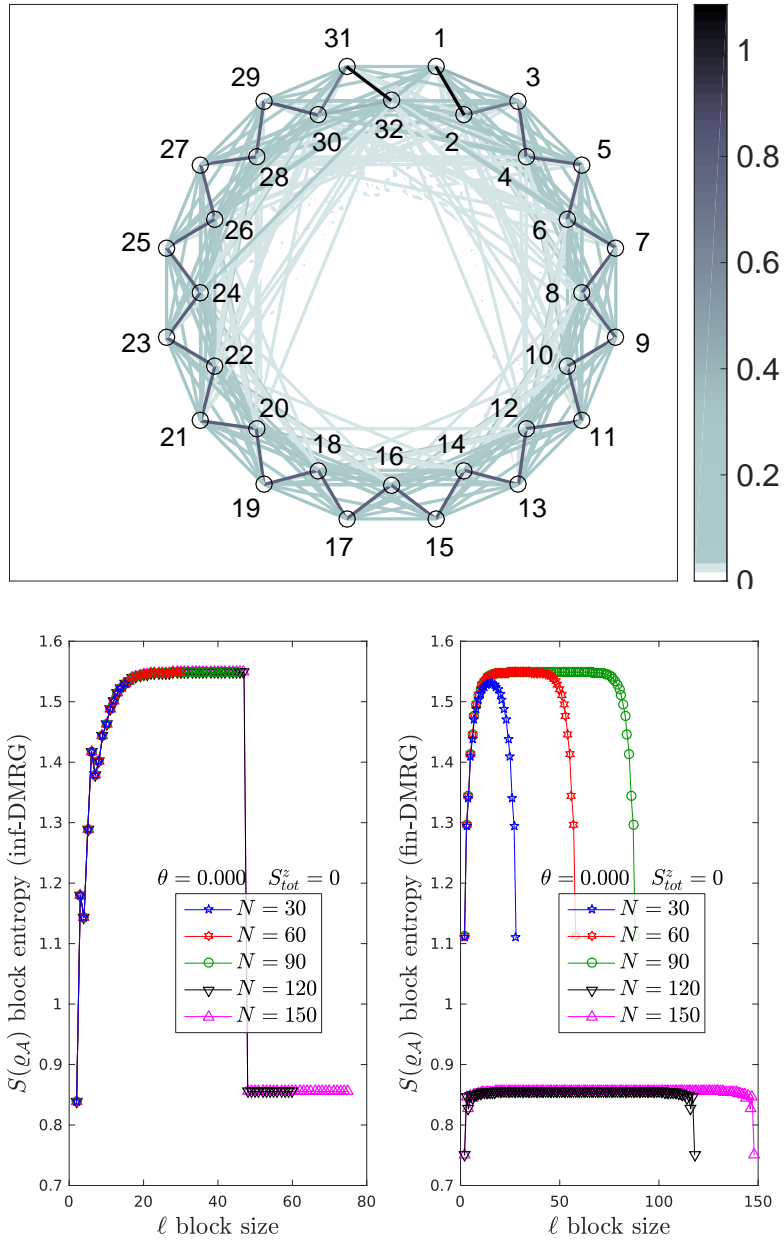 31 1
29 3
30 32 2
27 28 4 5
26 6
25 7
24 8
23 9
22 10
21 20 12 11
18 16 14
19 13
17 15
1
0.8
0.6
0.4
0.2
0
S(ϱA) block entropy (inf-DMRG)
1.6
1.5
1.4
1.3
1.2
1.1
1
0.9
0.8
0.7
0 20 40 60 80
ℓ block size
θ = 0.000 S^z_tot = 0
N = 30
N = 60
N = 90
N = 120
N = 150
S(ϱA) block entropy (fin-DMRG)
1.6
1.5
1.4
1.3
1.2
1.1
1
0.9
0.8
0.7
0 50 100 150
ℓ block size
θ = 0.000 S^z_tot = 0
N = 30
N = 60
N = 90
N = 120
N = 150